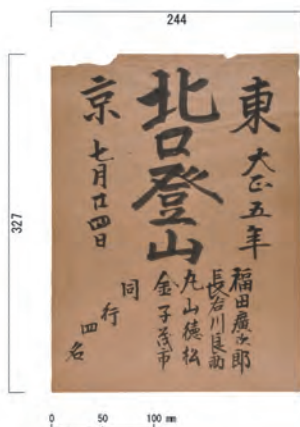 244
327
東 大正五年
北口登山
京 七月廿四日
福田廣次郎
長谷川良助
丸山徳松
金子茂市
同行四名
0 50 100 mm